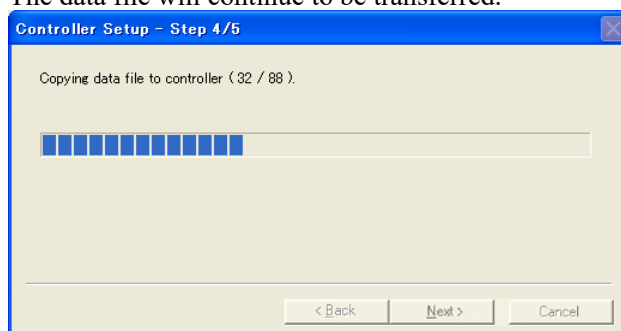 The data file will continue to be transferred.
Controller Setup - Step 4/5
Copying data file to controller ( 32 / 88 ).
< Back Next > Cancel